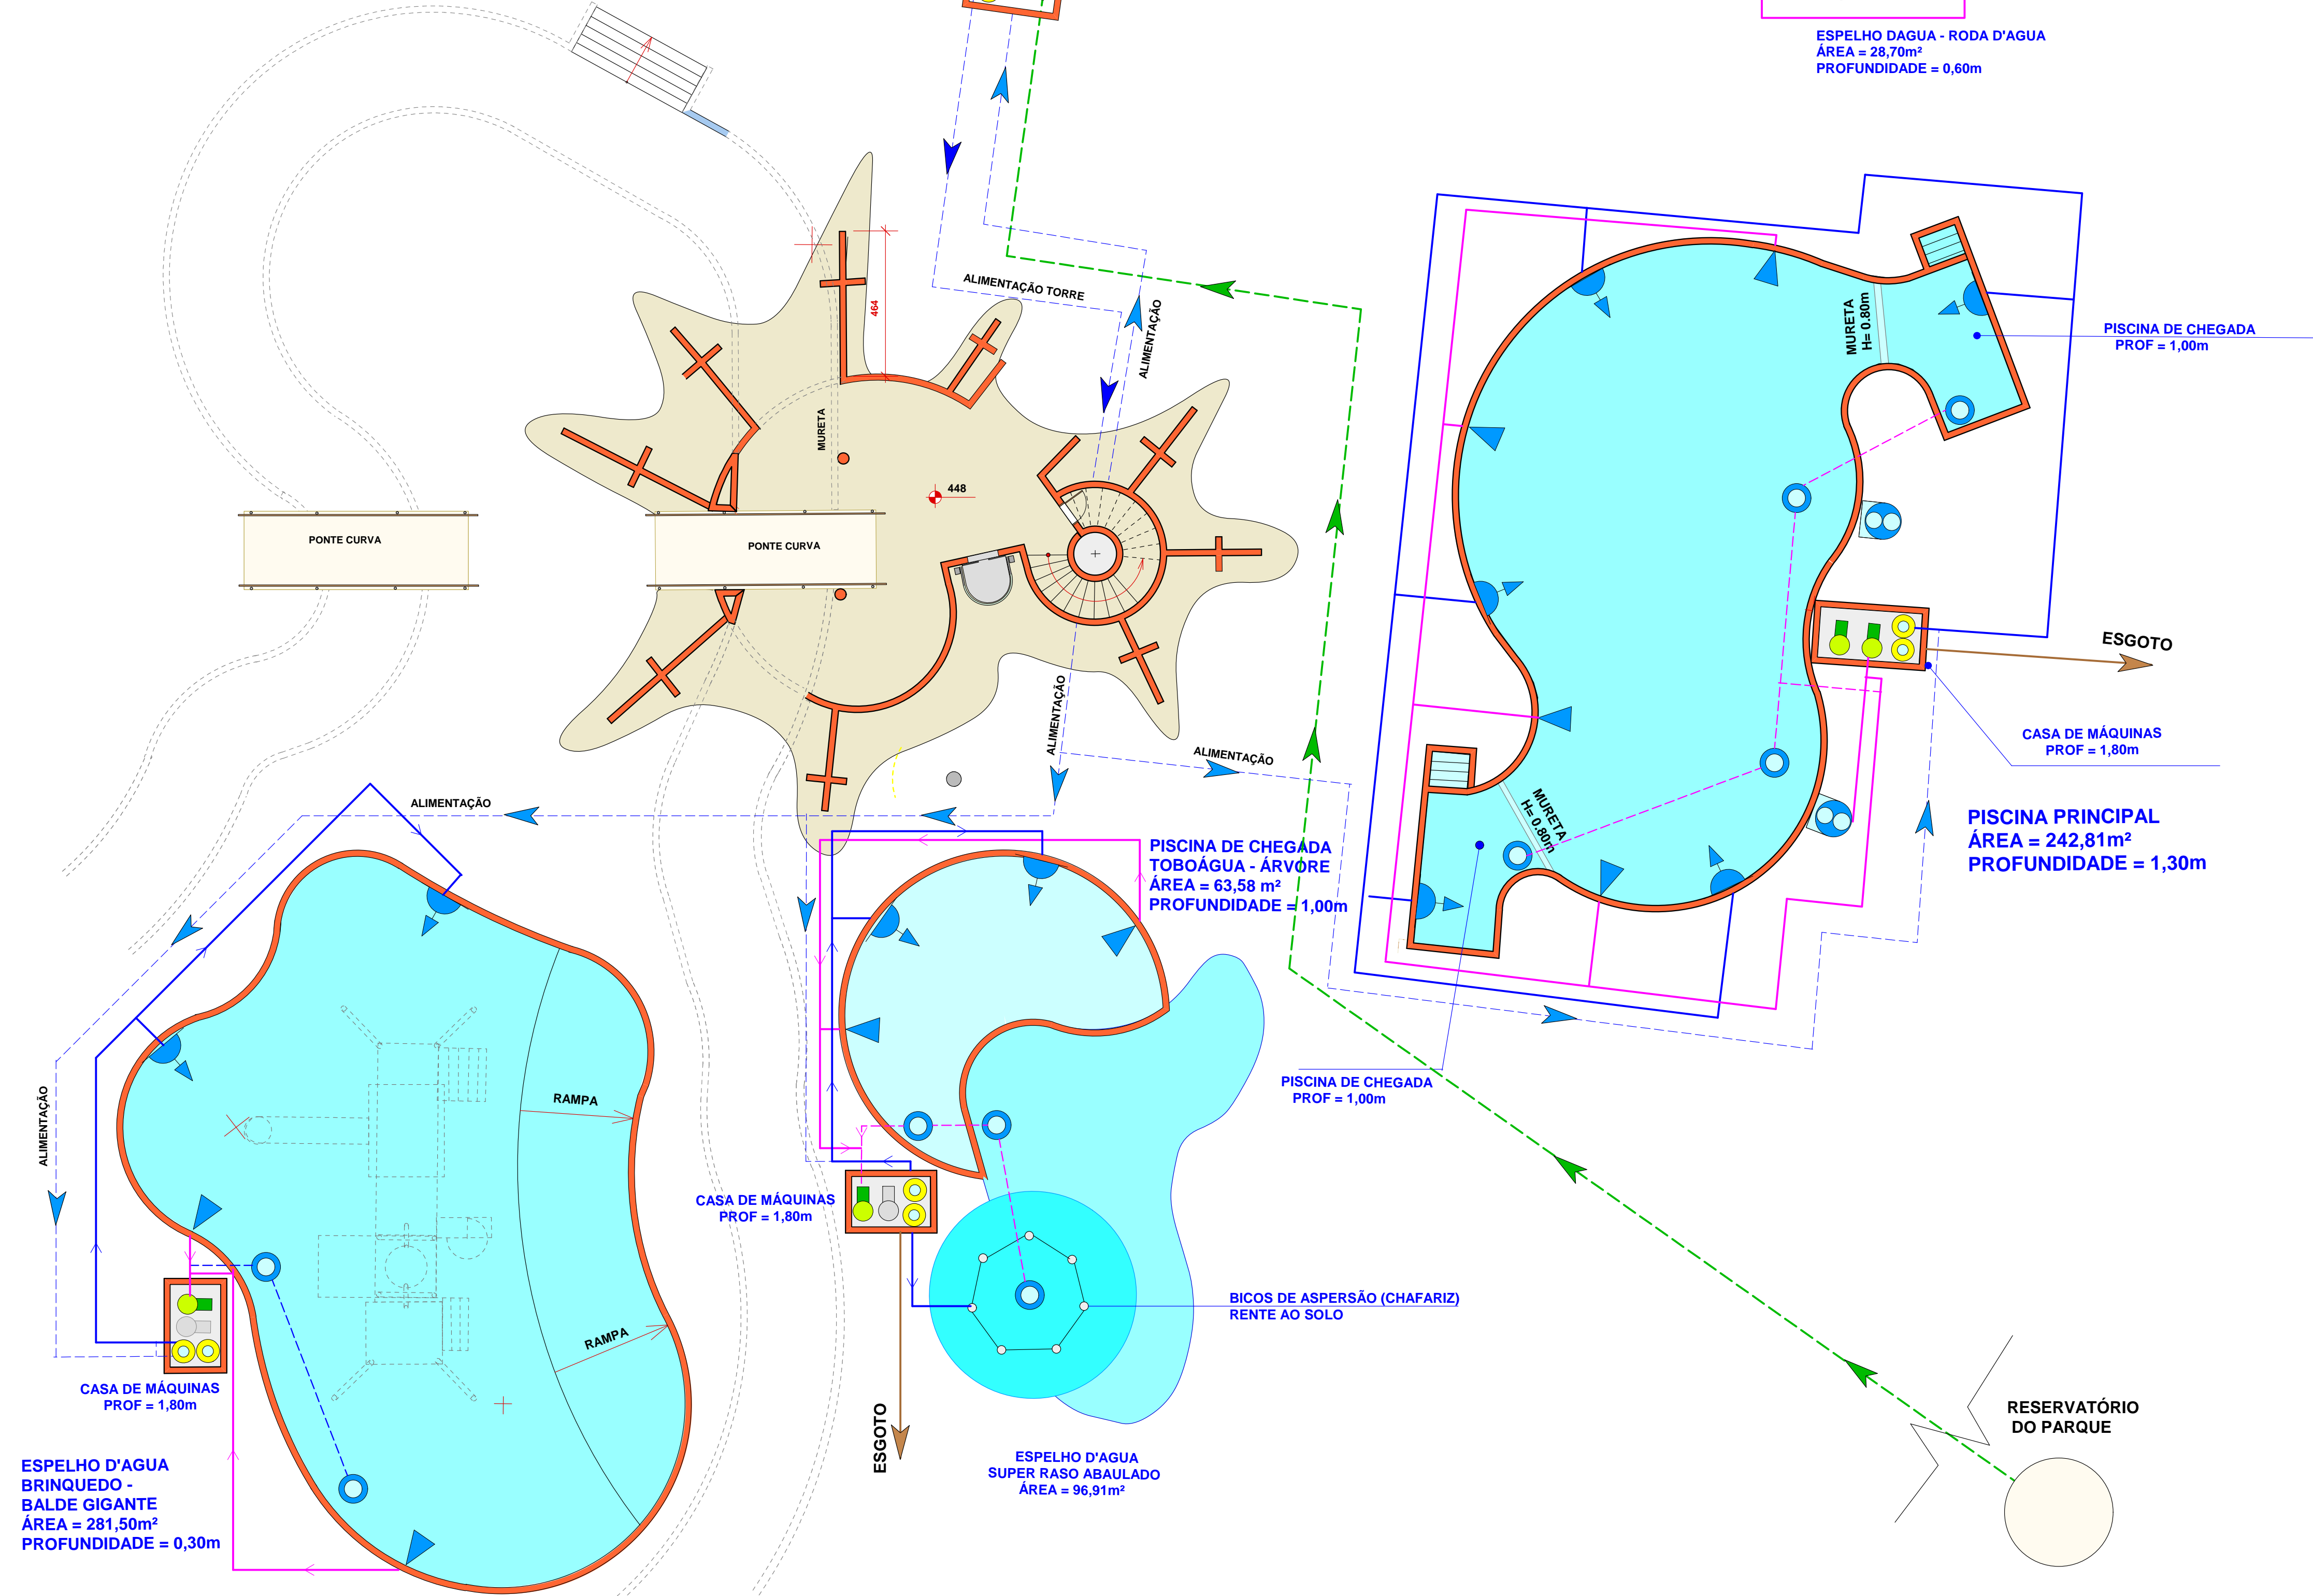 ESPELHO DAGUA - RODA D'AGUA
ÁREA = 28,70m²
PROFUNDIDADE = 0,60m
ALIMENTAÇÃO TORRE
ALIMENTAÇÃO
464
MURETA
448
PONTE CURVA
PONTE CURVA
MURETA
H= 0.80m
PISCINA DE CHEGADA
PROF = 1,00m
ESGOTO
CASA DE MÁQUINAS
PROF = 1,80m
PISCINA PRINCIPAL
ÁREA = 242,81m²
PROFUNDIDADE = 1,30m
ALIMENTAÇÃO
ALIMENTAÇÃO
ALIMENTAÇÃO
MURETA
H= 0.80m
PISCINA DE CHEGADA
TOBOÁGUA - ÁRVORE
ÁREA = 63,58 m²
PROFUNDIDADE = 1,00m
PISCINA DE CHEGADA
PROF = 1,00m
RAMPA
ALIMENTAÇÃO
CASA DE MÁQUINAS
PROF = 1,80m
BICOS DE ASPERSÃO (CHAFARIZ)
RENTE AO SOLO
RAMPA
CASA DE MÁQUINAS
PROF = 1,80m
ESGOTO
RESERVATÓRIO
DO PARQUE
ESPELHO D'AGUA
SUPER RASO ABAULADO
ÁREA = 96,91m²
ESPELHO D'AGUA
BRINQUEDO -
BALDE GIGANTE
ÁREA = 281,50m²
PROFUNDIDADE = 0,30m